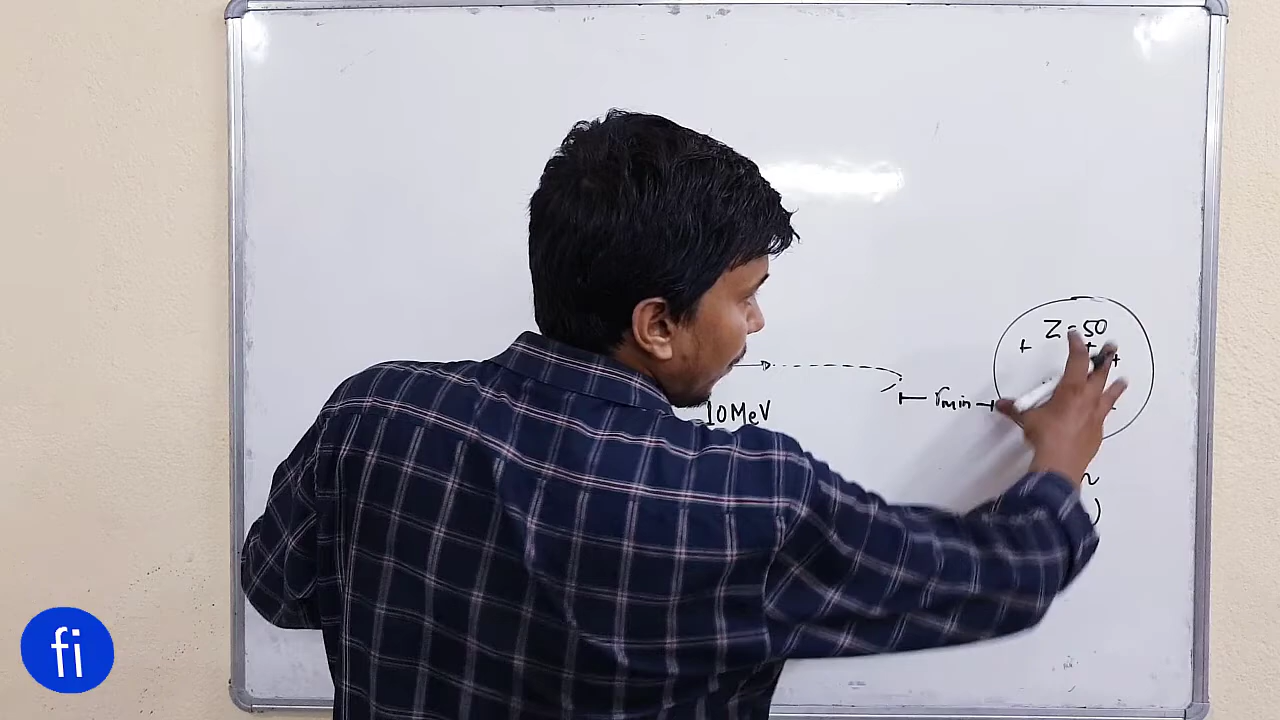 Z=50
+ + +
10MeV
rmin
fi